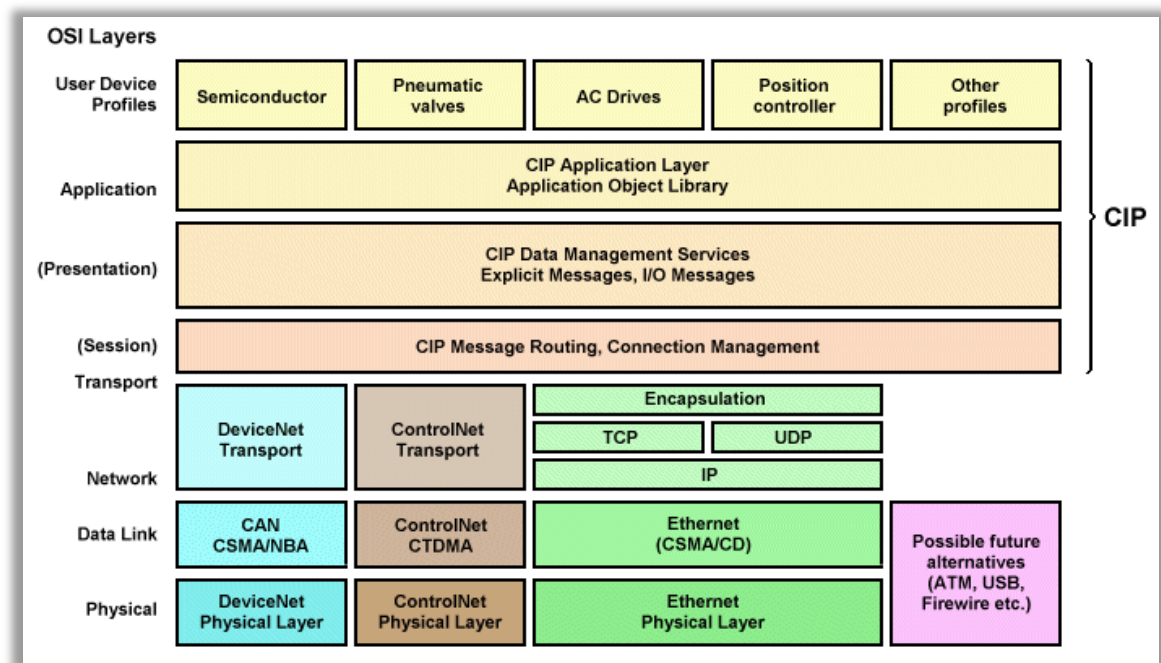 OSI Layers
User Device
Profiles
Semiconductor
Pneumatic
valves
AC Drives
Position
controller
Other
profiles
Application
CIP Application Layer
Application Object Library
CIP
(Presentation)
CIP Data Management Services
Explicit Messages, I/O Messages
(Session)
CIP Message Routing, Connection Management
Transport
DeviceNet
Transport
ControlNet
Transport
Encapsulation
TCP
UDP
Network
IP
Data Link
CAN
CSMA/NBA
ControlNet
CTDMA
Ethernet
(CSMA/CD)
Possible future
alternatives
(ATM, USB,
Firewire etc.)
Physical
DeviceNet
Physical Layer
ControlNet
Physical Layer
Ethernet
Physical Layer